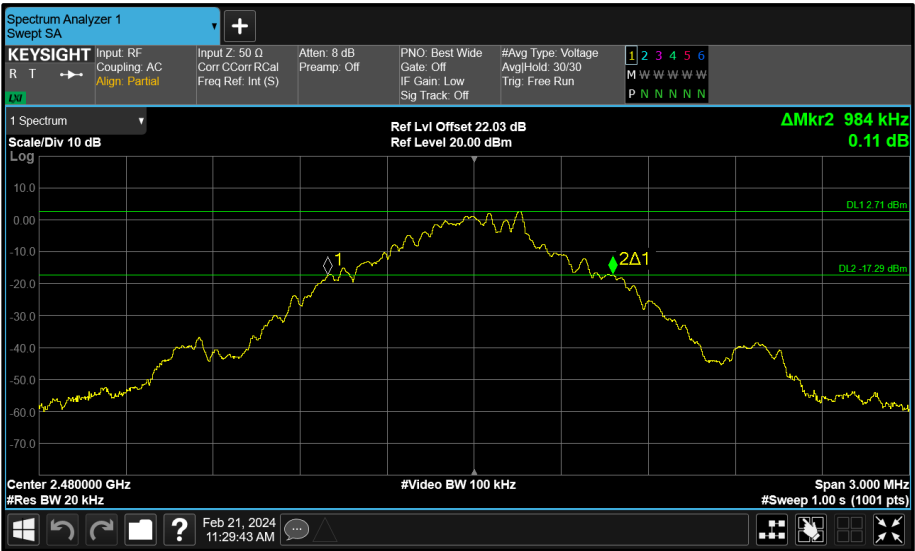 Spectrum Analyzer 1
Swept SA
KEYSIGHT
R T
LXI
Input: RF
Coupling: AC
Align: Partial
Input Z: 50 Ω
Corr CCorr RCal
Freq Ref: Int (S)
Atten: 8 dB
Preamp: Off
PNO: Best Wide
Gate: Off
IF Gain: Low
Sig Track: Off
#Avg Type: Voltage
Avg|Hold: 30/30
Trig: Free Run
1 2 3 4 5 6
M W W W W W
P N N N N N
1 Spectrum
Scale/Div 10 dB
Ref Lvl Offset 22.03 dB
Ref Level 20.00 dBm
ΔMkr2 984 kHz
0.11 dB
Log
10.0
0.00
-10.0
-20.0
-30.0
-40.0
-50.0
-60.0
-70.0
DL1 2.71 dBm
DL2 -17.29 dBm
1
2Δ1
Center 2.480000 GHz
#Res BW 20 kHz
#Video BW 100 kHz
Span 3.000 MHz
#Sweep 1.00 s (1001 pts)
?
Feb 21, 2024
11:29:43 AM